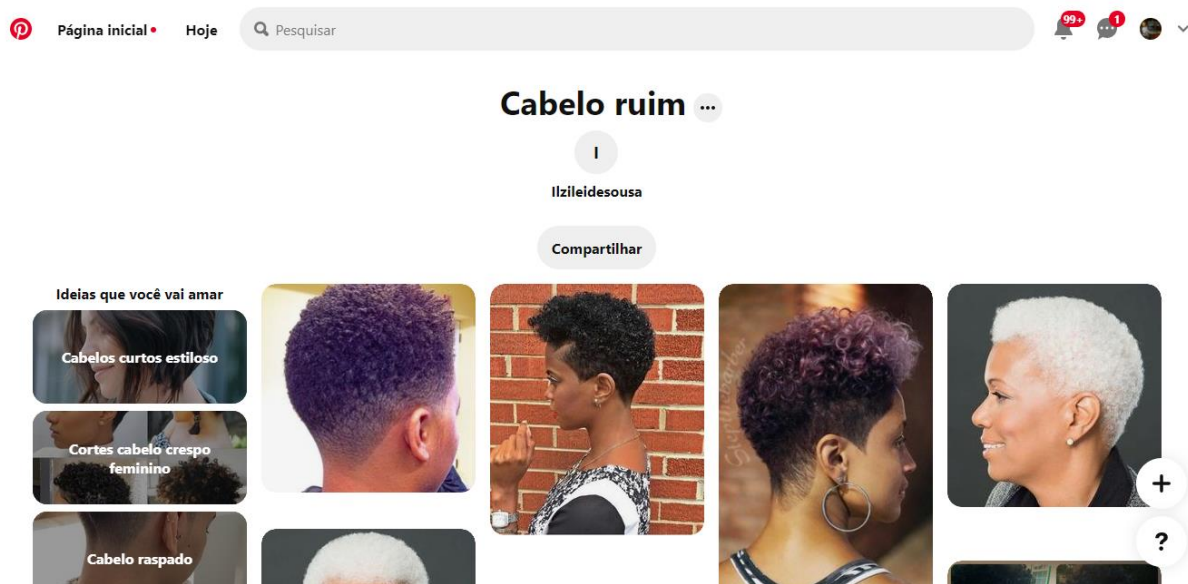 Página inicial
Hoje
Pesquisar
99+
1
Cabelo ruim
I
Ilzileidesousa
Compartilhar
Ideias que você vai amar
Cabelos curtos estiloso
Cortes cabelo crespo
feminino
Cabelo raspado
+
?